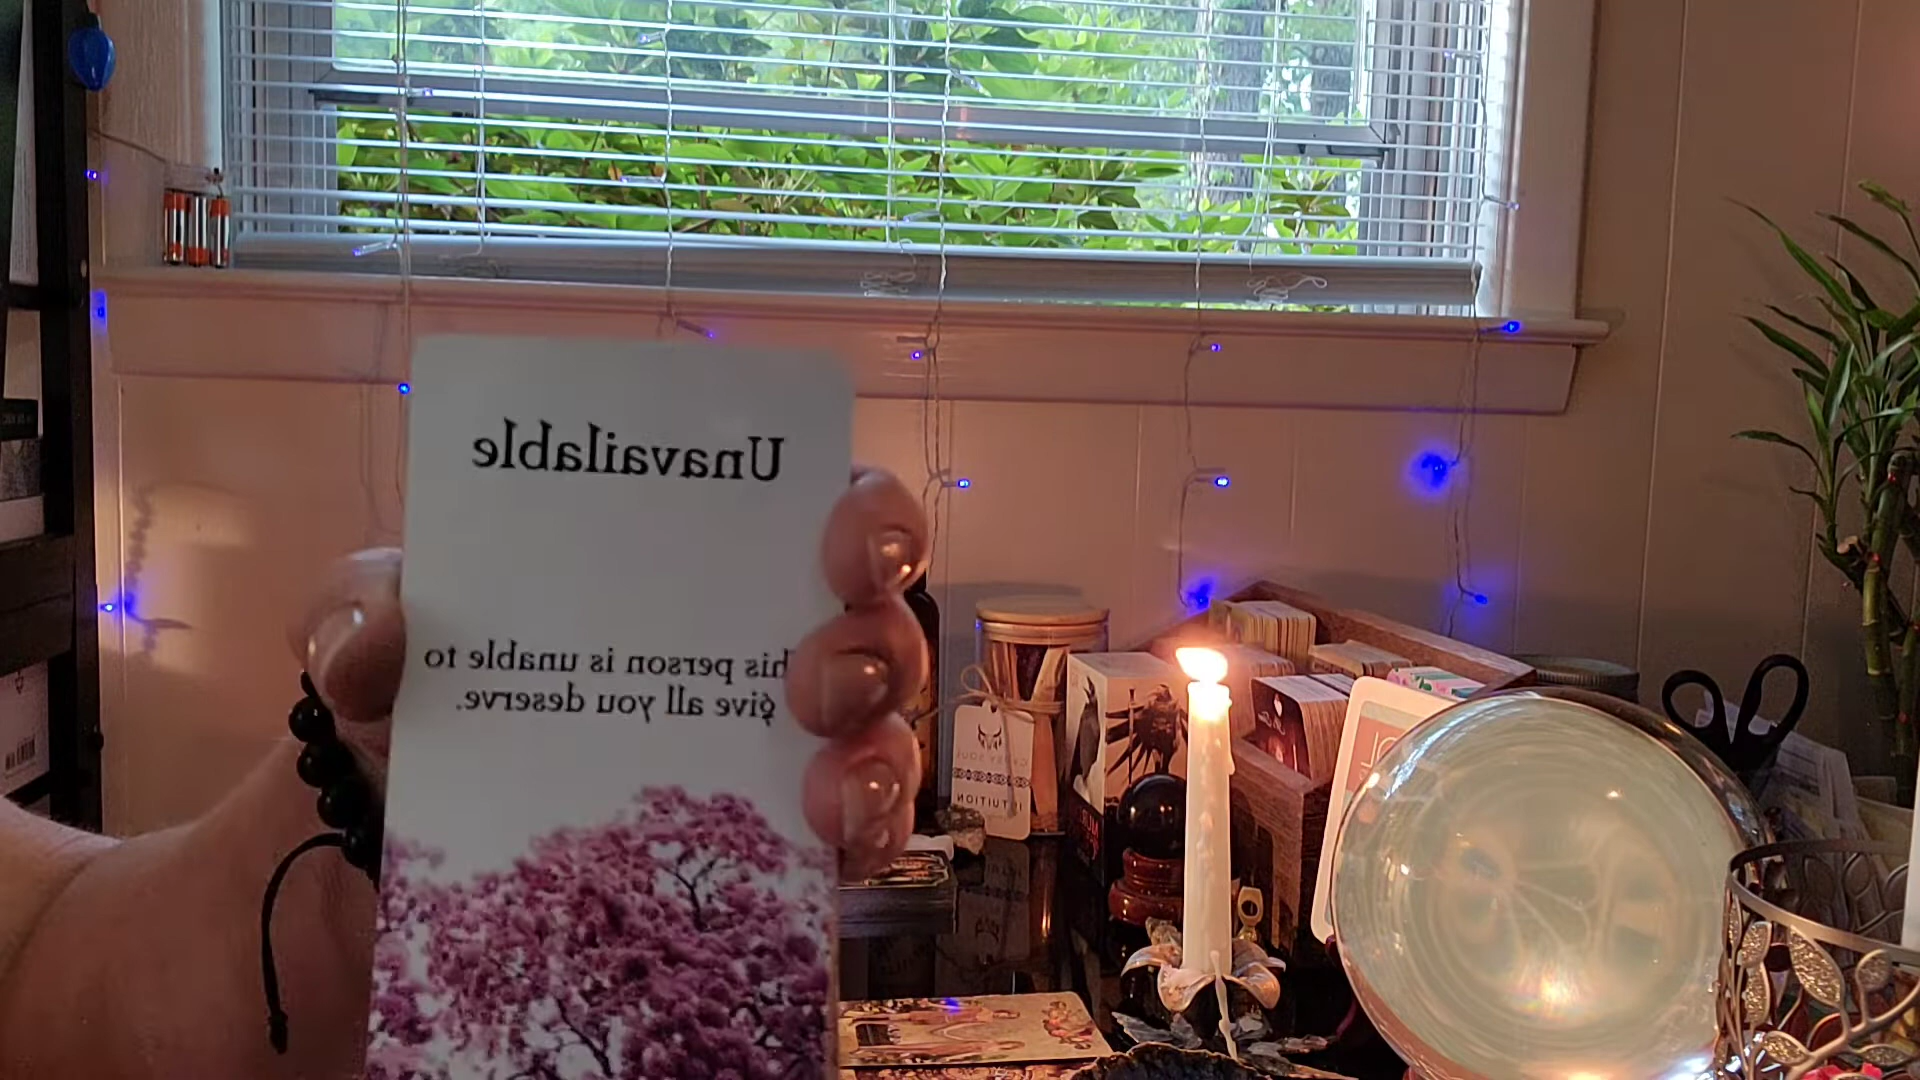 Unavailable
his person is unable to
give all you deserve.
INTUITION